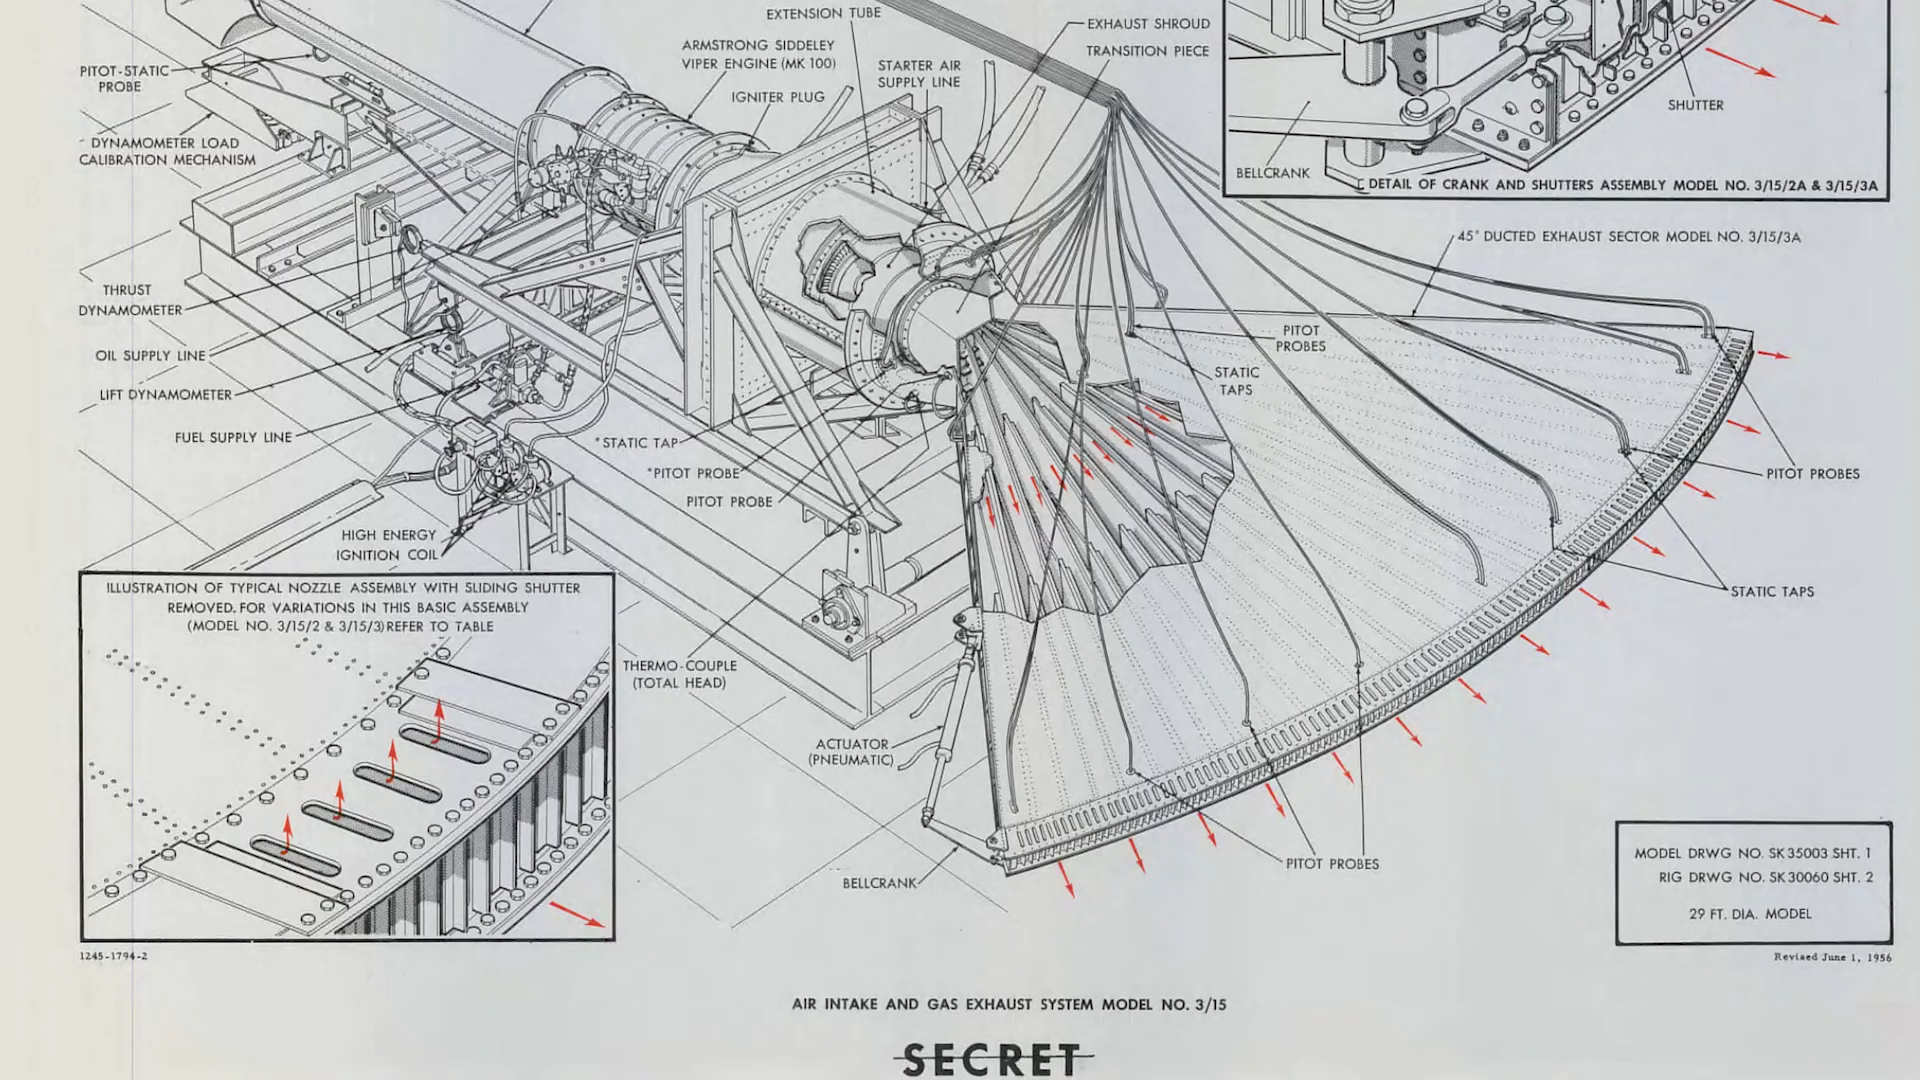 EXTENSION TUBE
EXHAUST SHROUD
ARMSTRONG SIDDELEY
VIPER ENGINE (MK 100)
TRANSITION PIECE
STARTER AIR
SUPPLY LINE
PITOT-STATIC
PROBE
IGNITER PLUG
SHUTTER
DYNAMOMETER LOAD
CALIBRATION MECHANISM
BELLCRANK
DETAIL OF CRANK AND SHUTTERS ASSEMBLY MODEL NO. 3/15/2A & 3/15/3A
45° DUCTED EXHAUST SECTOR MODEL NO. 3/15/3A
THRUST
DYNAMOMETER
PITOT
PROBES
OIL SUPPLY LINE
STATIC
TAPS
LIFT DYNAMOMETER
FUEL SUPPLY LINE
*STATIC TAP
*PITOT PROBE
PITOT PROBES
PITOT PROBE
HIGH ENERGY
IGNITION COIL
ILLUSTRATION OF TYPICAL NOZZLE ASSEMBLY WITH SLIDING SHUTTER
REMOVED. FOR VARIATIONS IN THIS BASIC ASSEMBLY
(MODEL NO. 3/15/2 & 3/15/3) REFER TO TABLE
STATIC TAPS
THERMO-COUPLE
(TOTAL HEAD)
ACTUATOR
(PNEUMATIC)
PITOT PROBES
BELLCRANK
MODEL DRWG NO. SK35003 SHT. 1
RIG DRWG NO. SK30060 SHT. 2
29 FT. DIA. MODEL
1245-1794-2
Revised June 1, 1956
AIR INTAKE AND GAS EXHAUST SYSTEM MODEL NO. 3/15
SECRET